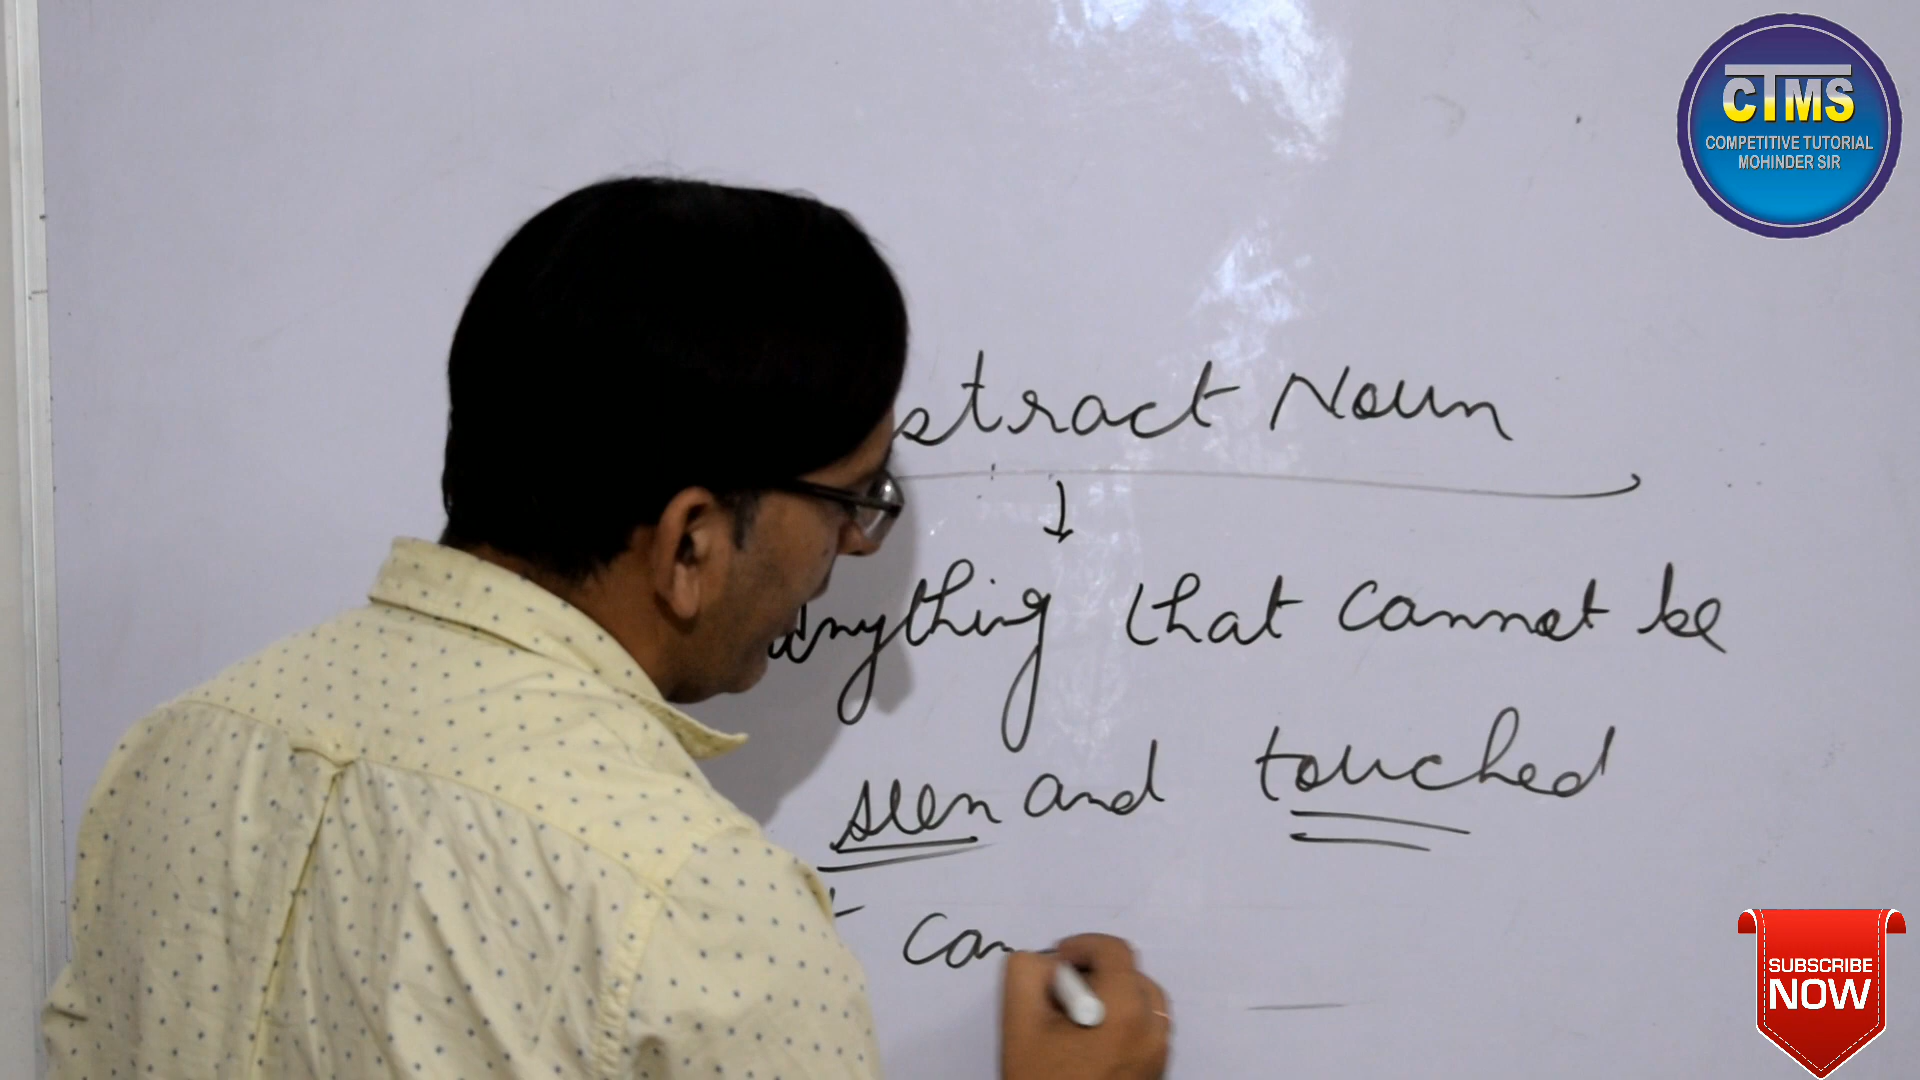 CTMS
COMPETITIVE TUTORIAL
MOHINDER SIR
stract Noun
anything that cannot be
seen and touched
can
SUBSCRIBE
NOW